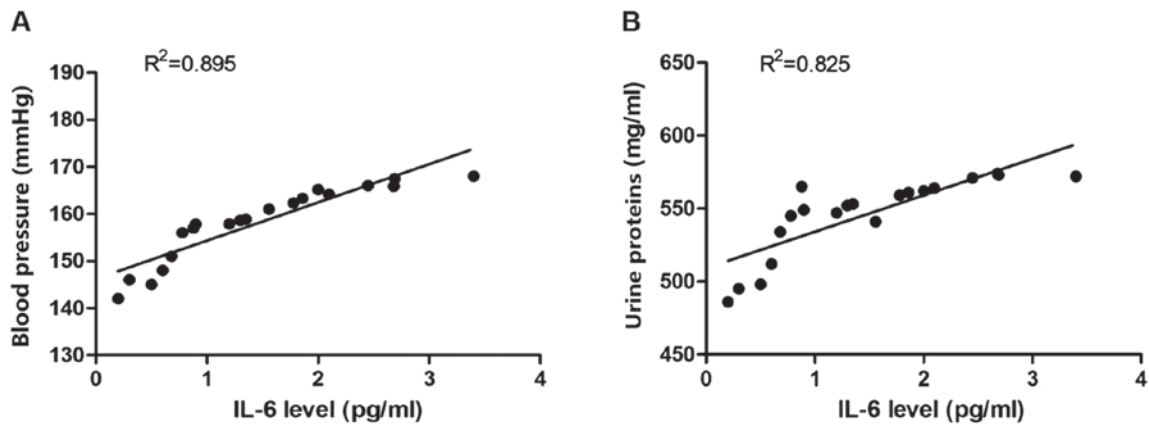 A
R²=0.895
Blood pressure (mmHg)
190
180
170
160
150
140
130
0 1 2 3 4
IL-6 level (pg/ml)
B
R²=0.825
Urine proteins (mg/ml)
650
600
550
500
450
0 1 2 3 4
IL-6 level (pg/ml)